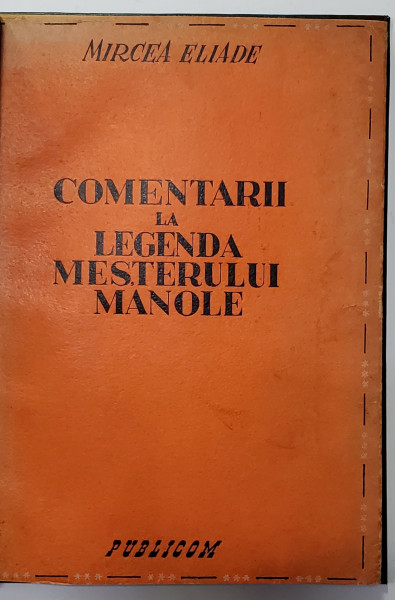 MIRCEA ELIADE
COMENTARII
LA
LEGENDA
MEȘTERULUI
MANOLE
PUBLICOM